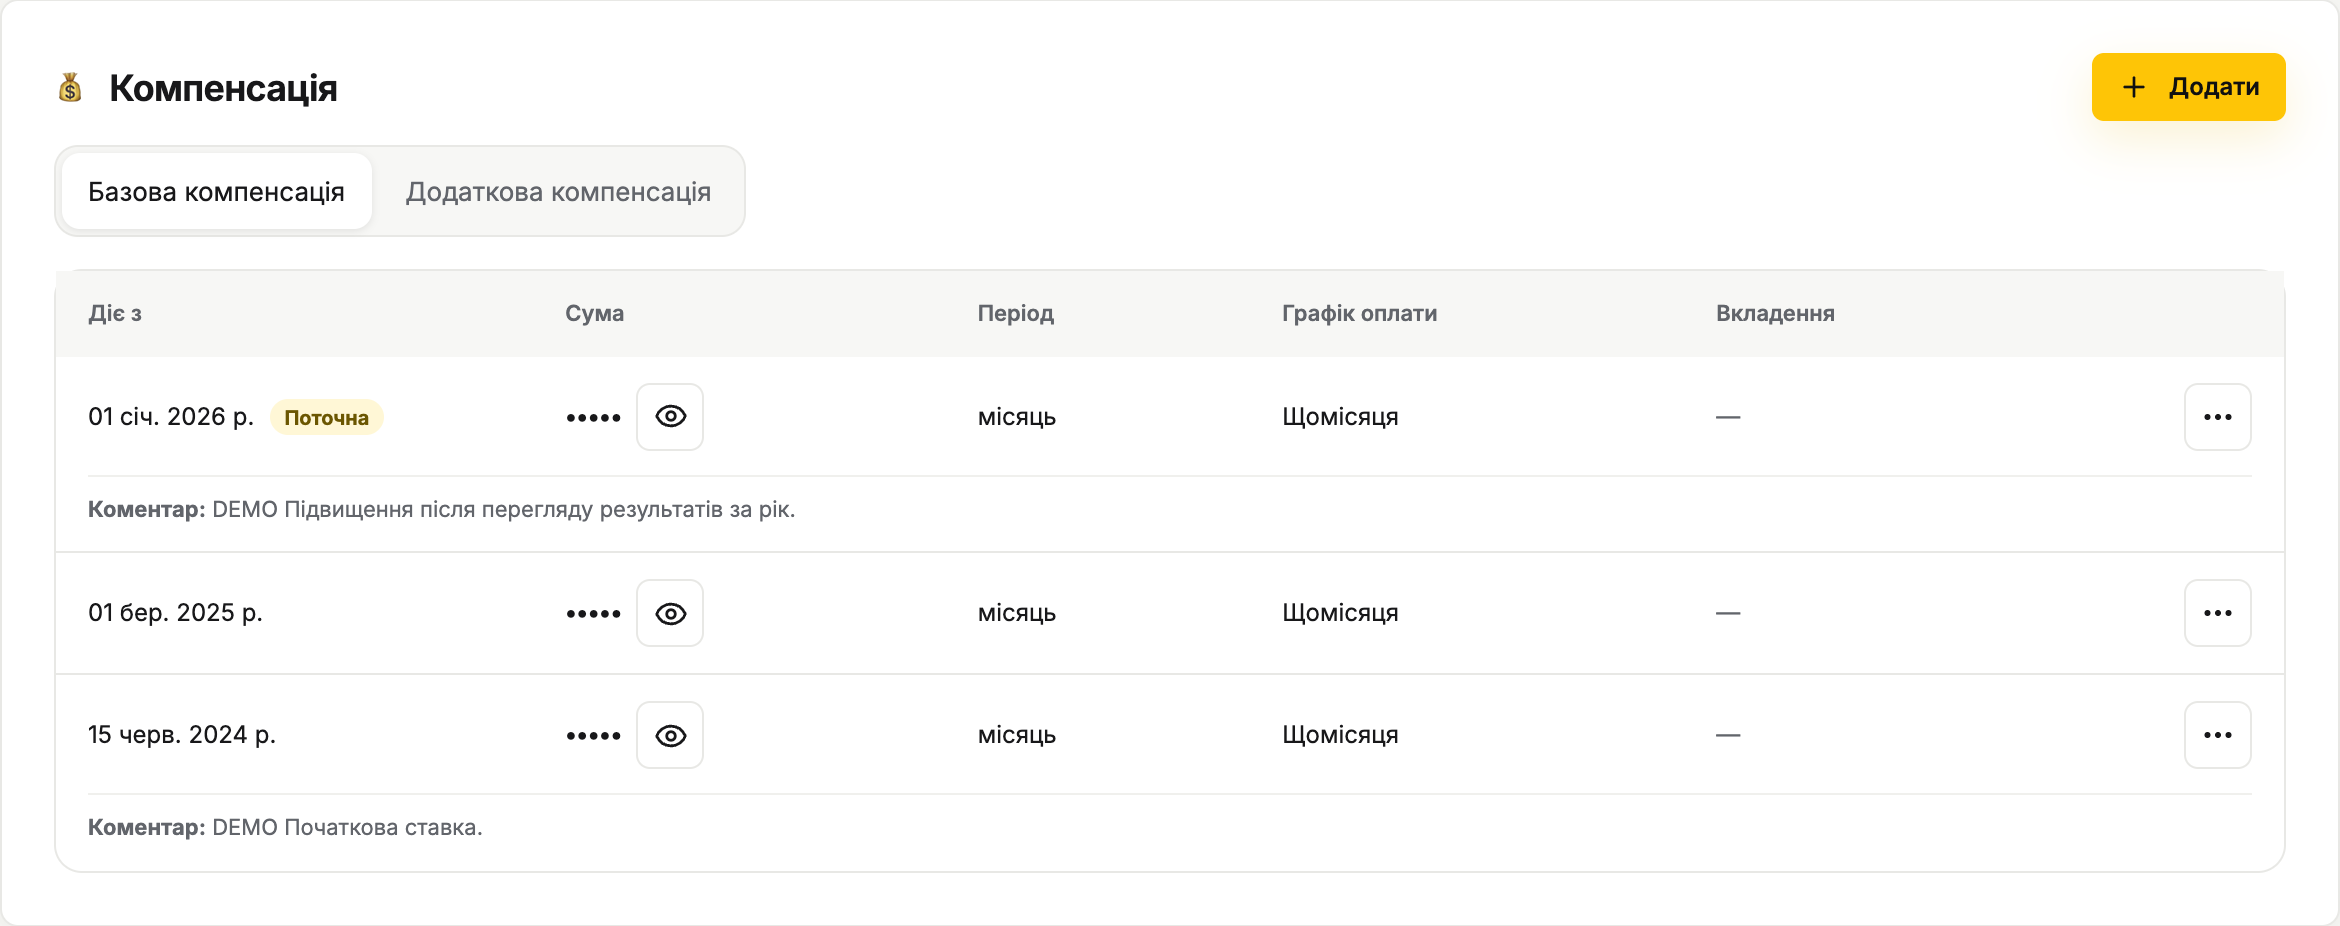 Компенсація
+ Додати
Базова компенсація
Додаткова компенсація
Діє з Сума Період Графік оплати Вкладення
01 січ. 2026 р. Поточна ••••• місяць Щомісяця —
Коментар: DEMO Підвищення після перегляду результатів за рік.
01 бер. 2025 р. ••••• місяць Щомісяця —
15 черв. 2024 р. ••••• місяць Щомісяця —
Коментар: DEMO Початкова ставка.